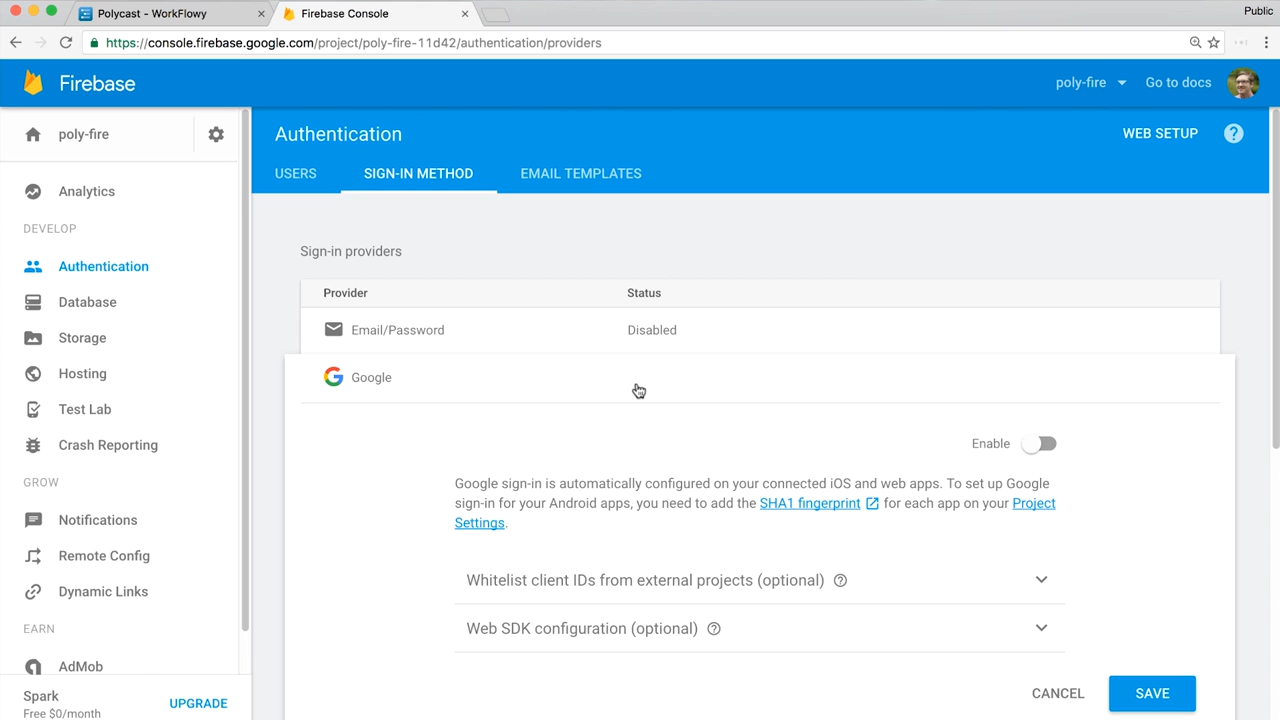 Polycast - WorkFlowy
Firebase Console
Public
https://console.firebase.google.com/project/poly-fire-11d42/authentication/providers
Firebase
poly-fire
Go to docs
poly-fire
Analytics
DEVELOP
Authentication
Database
Storage
Hosting
Test Lab
Crash Reporting
GROW
Notifications
Remote Config
Dynamic Links
EARN
AdMob
Spark
Free $0/month
UPGRADE
Authentication
WEB SETUP
USERS
SIGN-IN METHOD
EMAIL TEMPLATES
Sign-in providers
Provider
Status
Email/Password
Disabled
Google
Enable
Google sign-in is automatically configured on your connected iOS and web apps. To set up Google
sign-in for your Android apps, you need to add the SHA1 fingerprint for each app on your Project
Settings.
Whitelist client IDs from external projects (optional)
Web SDK configuration (optional)
CANCEL
SAVE